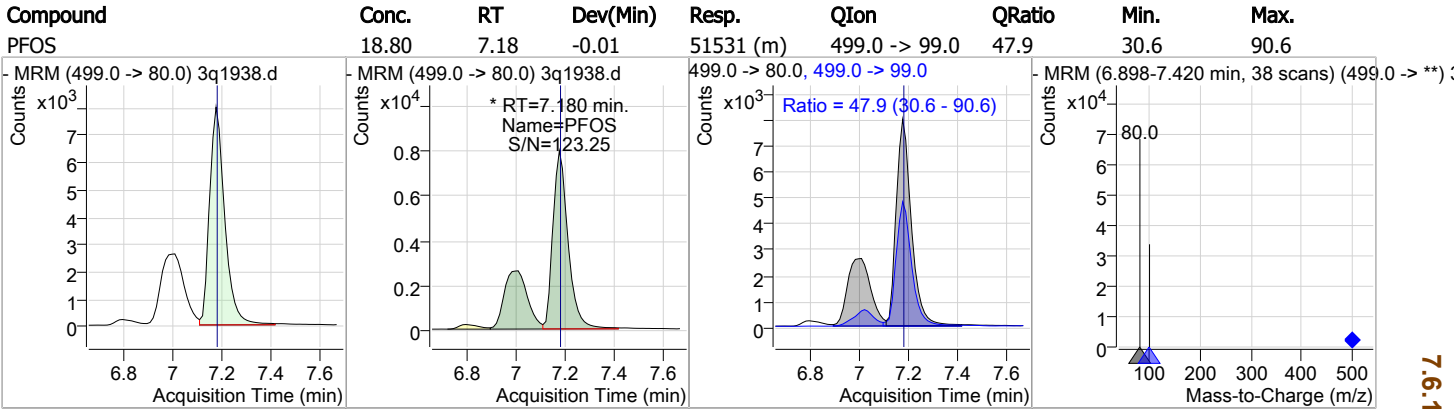 Compound Conc. RT Dev(Min) Resp. QIon QRatio Min. Max.
PFOS 18.80 7.18 -0.01 51531 (m) 499.0 -> 99.0 47.9 30.6 90.6
- MRM (499.0 -> 80.0) 3q1938.d
Counts
x10³
7
6
5
4
3
2
1
0
6.8 7 7.2 7.4 7.6
Acquisition Time (min)
- MRM (499.0 -> 80.0) 3q1938.d
Counts
x10⁴
* RT=7.180 min.
Name=PFOS
S/N=123.25
0.8
0.6
0.4
0.2
0
6.8 7 7.2 7.4 7.6
Acquisition Time (min)
499.0 -> 80.0, 499.0 -> 99.0
Counts
x10³
Ratio = 47.9 (30.6 - 90.6)
7
6
5
4
3
2
1
0
6.8 7 7.2 7.4 7.6
Acquisition Time (min)
- MRM (6.898-7.420 min, 38 scans) (499.0 -> **) 3
Counts
x10⁴
80.0
7
6
5
4
3
2
1
0
100 200 300 400 500
Mass-to-Charge (m/z)
7.6.1